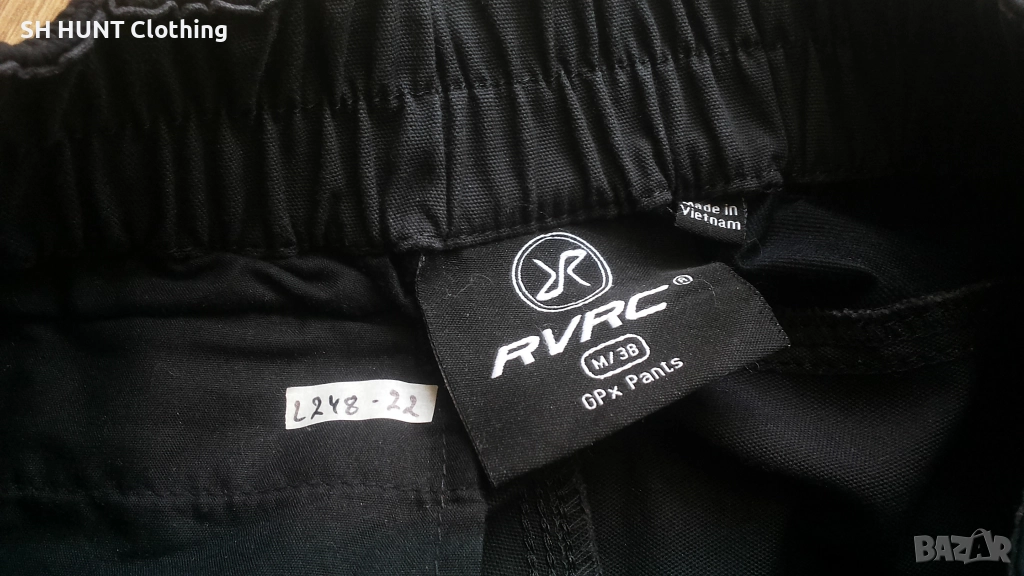 SH HUNT Clothing
Made in
Vietnam
RVRC®
M/38
GPx Pants
L248-22
BAZAR